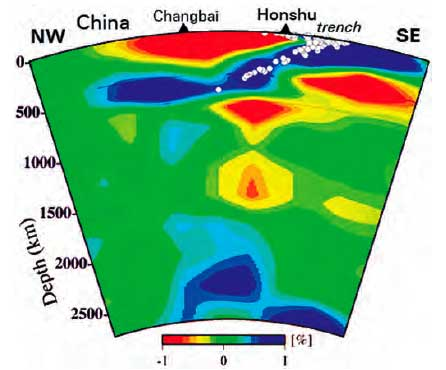 China
Changbai
Honshu
NW
trench
SE
0
500
1000
1500
2000
2500
Depth (km)
-1 0 1 [%]